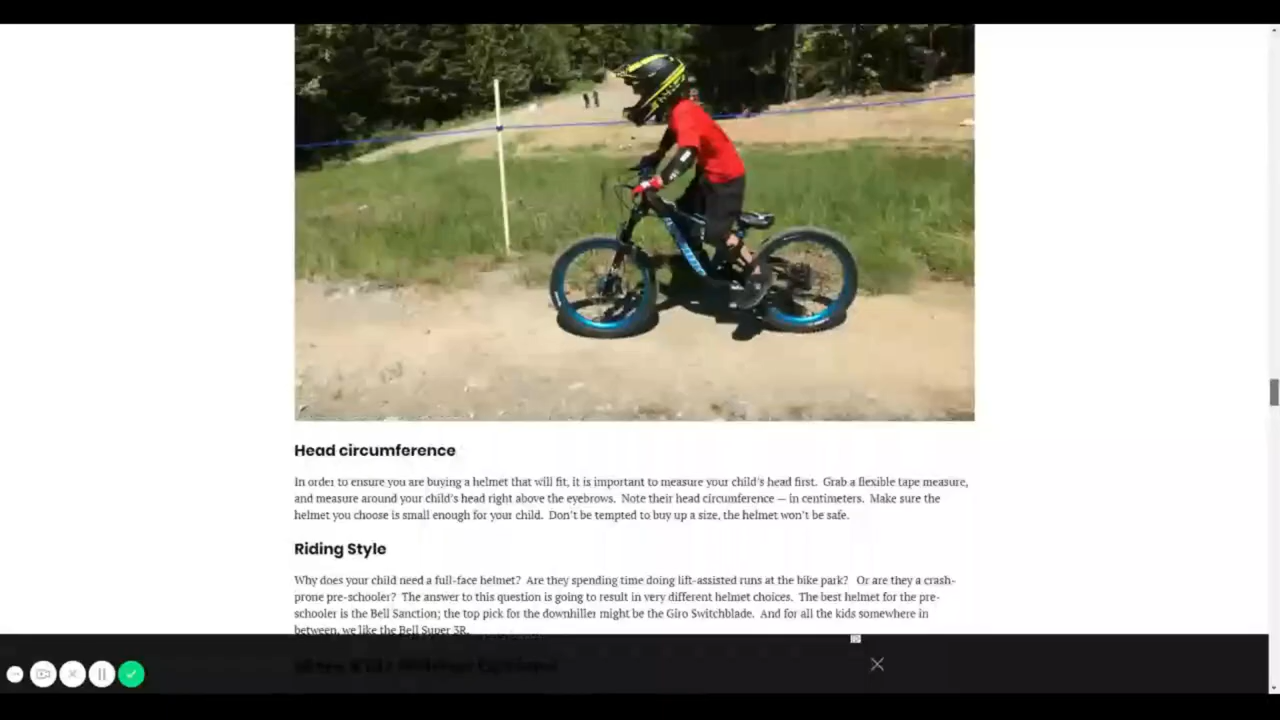 Head circumference
In order to ensure you are buying a helmet that will fit, it is important to measure your child's head first. Grab a flexible tape measure,
and measure around your child's head right above the eyebrows. Note their head circumference — in centimeters. Make sure the
helmet you choose is small enough for your child. Don't be tempted to buy up a size, the helmet won't be safe.
Riding Style
Why does your child need a full-face helmet? Are they spending time doing lift-assisted runs at the bike park? Or are they a crash-
prone pre-schooler? The answer to this question is going to result in very different helmet choices. The best helmet for the pre-
schooler is the Bell Sanction; the top pick for the downhiller might be the Giro Switchblade. And for all the kids somewhere in
between, we like the Bell Super 3R.